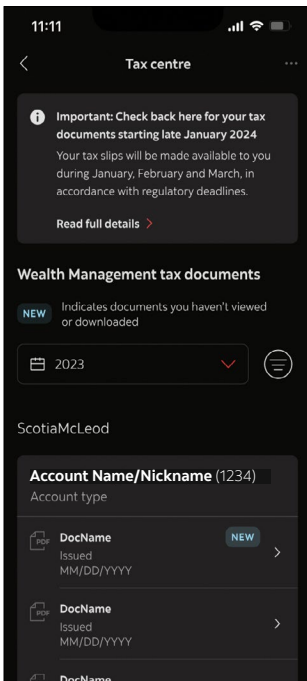 11:11
Tax centre
Important: Check back here for your tax
documents starting late January 2024
Your tax slips will be made available to you
during January, February and March, in
accordance with regulatory deadlines.
Read full details
Wealth Management tax documents
NEW Indicates documents you haven't viewed
or downloaded
2023
ScotiaMcLeod
Account Name/Nickname (1234)
Account type
PDF DocName NEW
Issued
MM/DD/YYYY
PDF DocName
Issued
MM/DD/YYYY
DocName